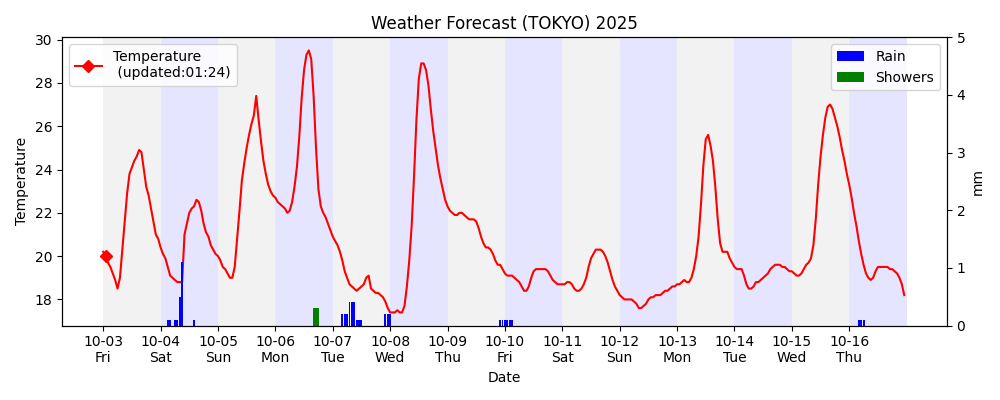 Weather Forecast (TOKYO) 2025
Temperature
(updated:01:24)
Rain
Showers
30
28
26
24
22
20
18
Temperature
5
4
3
2
1
0
mm
10-03 10-04 10-05 10-06 10-07 10-08 10-09 10-10 10-11 10-12 10-13 10-14 10-15 10-16
Fri Sat Sun Mon Tue Wed Thu Fri Sat Sun Mon Tue Wed Thu
Date